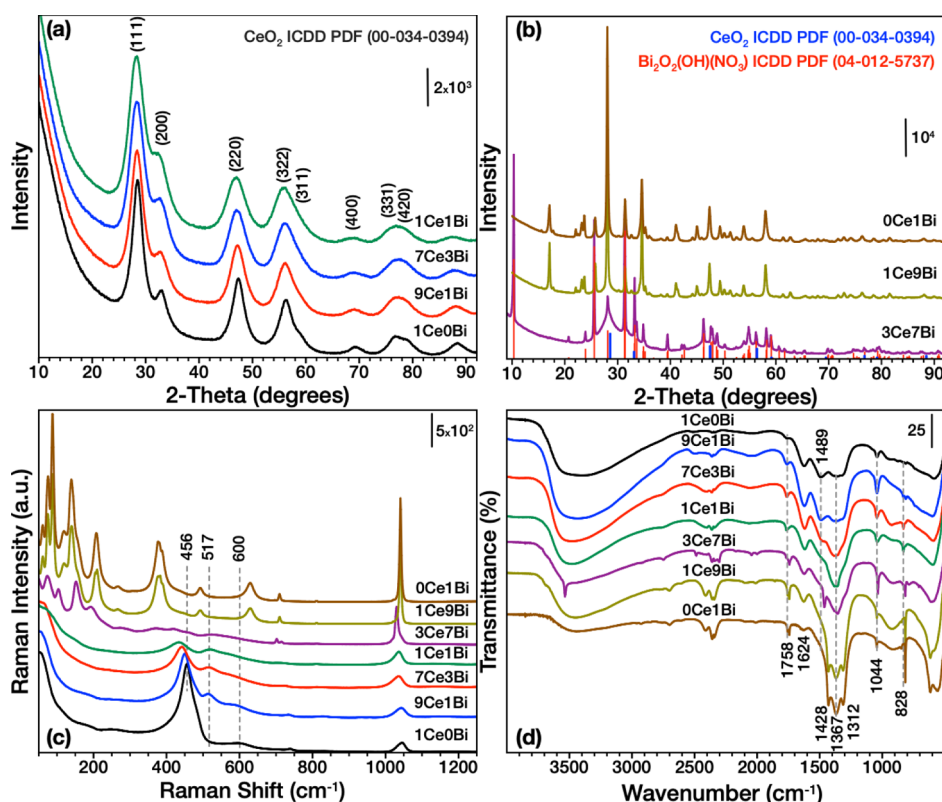 (a)
CeO₂ ICDD PDF (00-034-0394)
2x10³
(111)
(200)
(220)
(322)
(311)
(400)
(331)
(420)
1Ce1Bi
7Ce3Bi
9Ce1Bi
1Ce0Bi
Intensity
10 20 30 40 50 60 70 80 90
2-Theta (degrees)
(b)
CeO₂ ICDD PDF (00-034-0394)
Bi₂O₂(OH)(NO₃) ICDD PDF (04-012-5737)
10⁴
0Ce1Bi
1Ce9Bi
3Ce7Bi
Intensity
10 20 30 40 50 60 70 80 90
2-Theta (degrees)
5x10²
456
517
600
0Ce1Bi
1Ce9Bi
3Ce7Bi
1Ce1Bi
7Ce3Bi
9Ce1Bi
1Ce0Bi
(c)
Raman Intensity (a.u.)
200 400 600 800 1000 1200
Raman Shift (cm⁻¹)
25
1Ce0Bi
9Ce1Bi
7Ce3Bi
1Ce1Bi
3Ce7Bi
1Ce9Bi
0Ce1Bi
1489
1758
1624
1428
1367
1312
1044
828
(d)
Transmittance (%)
3500 3000 2500 2000 1500 1000
Wavenumber (cm⁻¹)